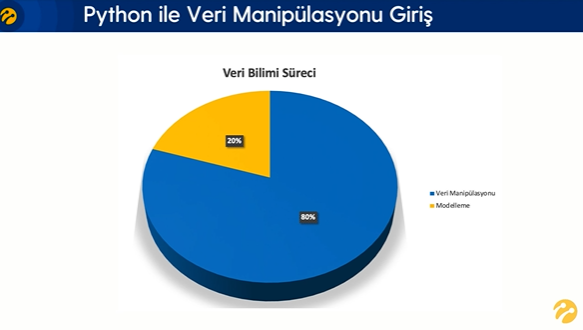 Python ile Veri Manipülasyonu Giriş
Veri Bilimi Süreci
20%
80%
Veri Manipülasyonu
Modelleme